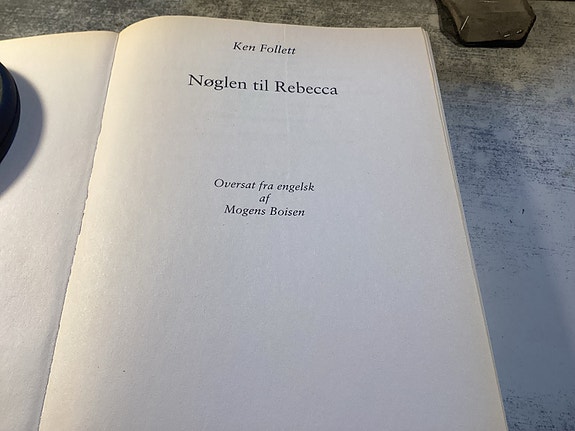 Ken Follett
Nøglen til Rebecca
Oversat fra engelsk
af
Mogens Boisen